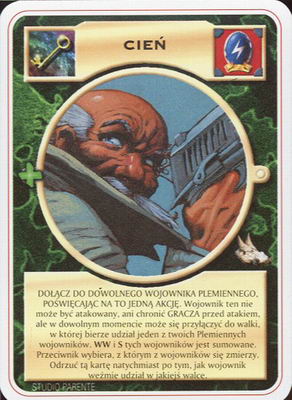 CIEŃ
DOŁĄCZ DO DOWOLNEGO WOJOWNIKA PLEMIENNEGO,
POŚWIĘCAJĄC NA TO JEDNĄ AKCJĘ. Wojownik ten nie
może być atakowany, ani chronić GRACZA przed atakiem,
ale w dowolnym momencie może się przyłączyć do walki,
w której bierze udział jeden z twoich Plemiennych
wojowników. WW i S tych wojowników jest sumowane.
Przeciwnik wybiera, z którym z wojowników się zmierzy.
Odrzuć tą kartę natychmiast po tym, jak wojownik
weźmie udział w jakiejś walce.
STUDIO PARENTE